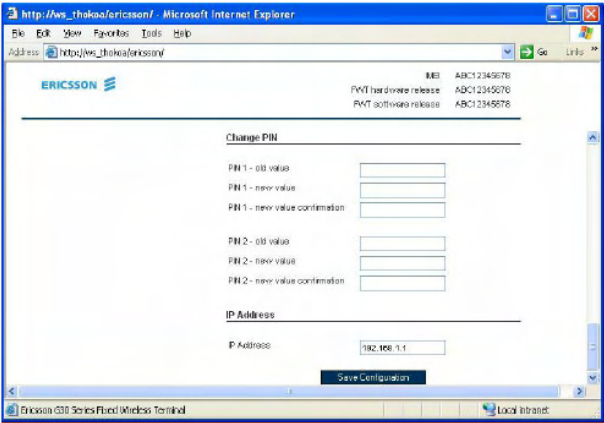 http://ws_thokoa/ericsson/ - Microsoft Internet Explorer
File Edit View Favorites Tools Help
Address http://ws_thokoa/ericsson/ Go Links »
ERICSSON
IMEI ABC12345678
FWT hardware release ABC12345678
FWT software release ABC12345678
Change PIN
PIN 1 - old value
PIN 1 - new value
PIN 1 - new value confirmation
PIN 2 - old value
PIN 2 - new value
PIN 2 - new value confirmation
IP Address
IP Address 192.168.1.1
Save Configuration
Ericsson G30 Series Fixed Wireless Terminal Local intranet